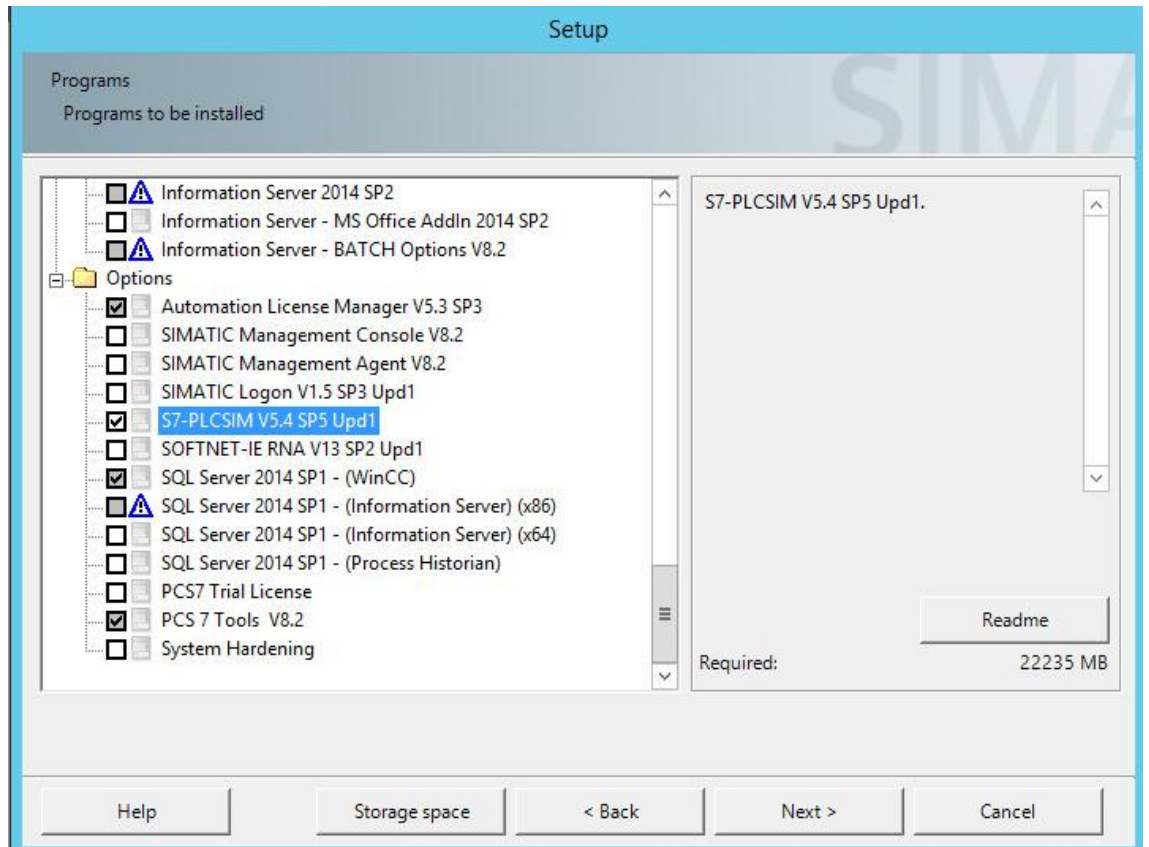 Setup
Programs
Programs to be installed
SIMA
Information Server 2014 SP2
Information Server - MS Office AddIn 2014 SP2
Information Server - BATCH Options V8.2
Options
Automation License Manager V5.3 SP3
SIMATIC Management Console V8.2
SIMATIC Management Agent V8.2
SIMATIC Logon V1.5 SP3 Upd1
S7-PLCSIM V5.4 SP5 Upd1
SOFTNET-IE RNA V13 SP2 Upd1
SQL Server 2014 SP1 - (WinCC)
SQL Server 2014 SP1 - (Information Server) (x86)
SQL Server 2014 SP1 - (Information Server) (x64)
SQL Server 2014 SP1 - (Process Historian)
PCS7 Trial License
PCS 7 Tools  V8.2
System Hardening
S7-PLCSIM V5.4 SP5 Upd1.
Readme
Required: 22235 MB
Help Storage space < Back Next > Cancel